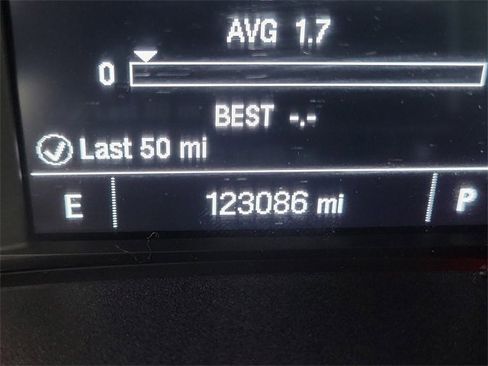 AVG 1.7
0
BEST -.-
Last 50 mi
E 123086 mi P